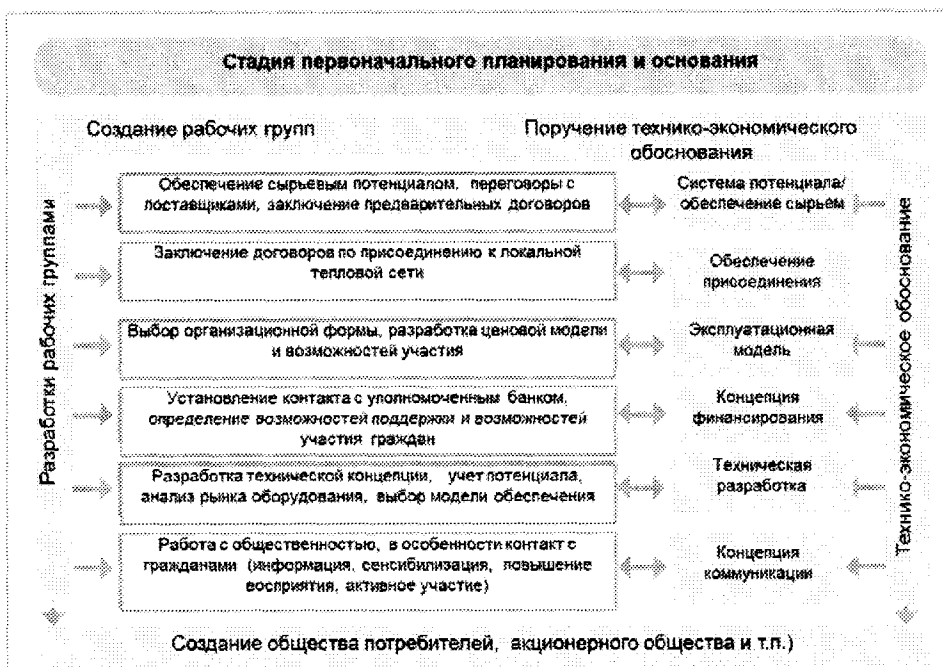 Стадия первоначального планирования и основания
Создание рабочих групп
Поручение технико-экономического
обоснования
Разработки рабочих группами
Обеспечение сырьевым потенциалом, переговоры с
поставщиками, заключение предварительных договоров
Система потенциала/
обеспечение сырьем
Заключение договоров по присоединению к локальной
тепловой сети
Обеспечение
присоединения
Выбор организационной формы, разработка ценовой модели
и возможностей участия
Эксплуатационная
модель
Установление контакта с уполномоченным банком,
определение возможностей поддержки и возможностей
участия граждан
Концепция
финансирования
Разработка технической концепции, учет потенциала,
анализ рынка оборудования, выбор модели обеспечения
Техническая
разработка
Работа с общественностью, в особенности контакт с
гражданами (информация, сенсибилизация, повышение
восприятия, активное участие)
Концепция
коммуникации
Технико-экономическое обоснование
Создание общества потребителей, акционерного общества и т.п.)